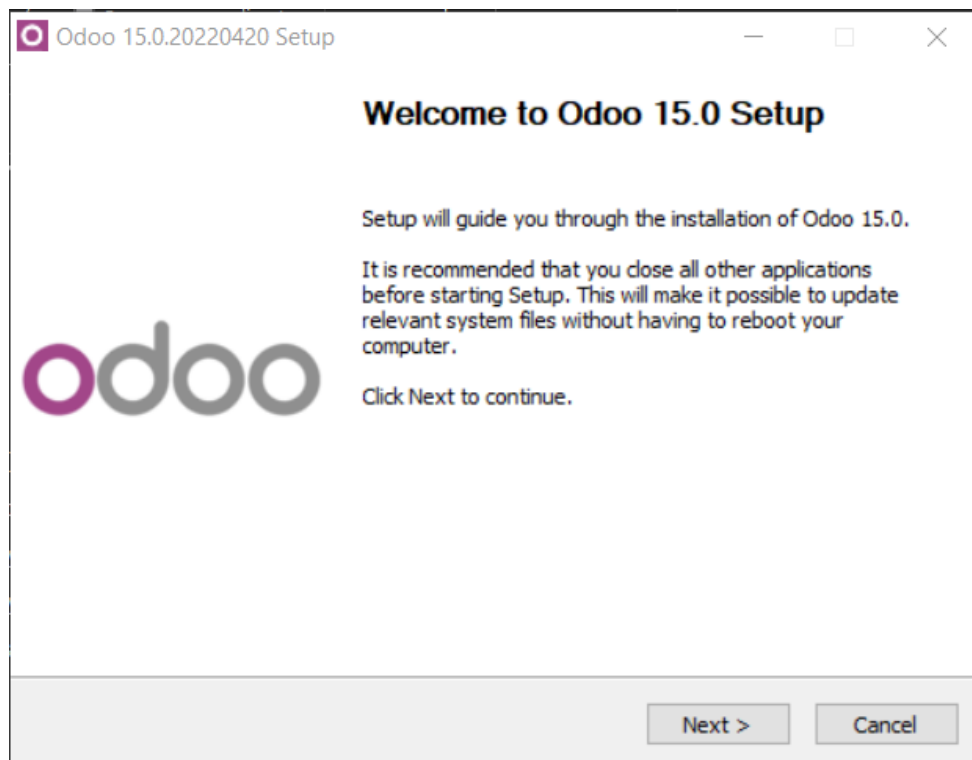 Odoo 15.0.20220420 Setup
Welcome to Odoo 15.0 Setup
Setup will guide you through the installation of Odoo 15.0.
It is recommended that you close all other applications
before starting Setup. This will make it possible to update
relevant system files without having to reboot your
computer.
odoo
Click Next to continue.
Next >
Cancel